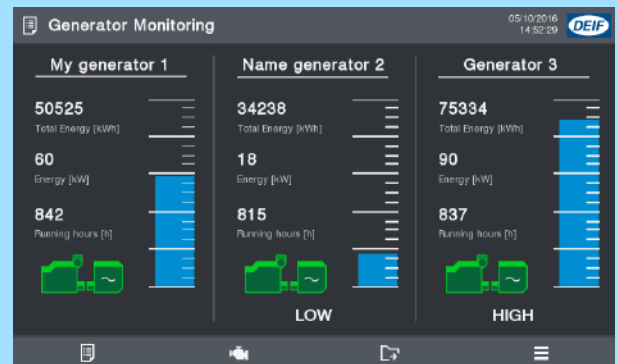 Generator Monitoring
05/10/2016
14:52:29
DEIF
My generator 1
50525
Total Energy [kWh]
60
Energy [kW]
842
Running hours [h]
Name generator 2
34238
Total Energy [kWh]
18
Energy [kW]
815
Running hours [h]
LOW
Generator 3
75334
Total Energy [kWh]
90
Energy [kW]
837
Running hours [h]
HIGH